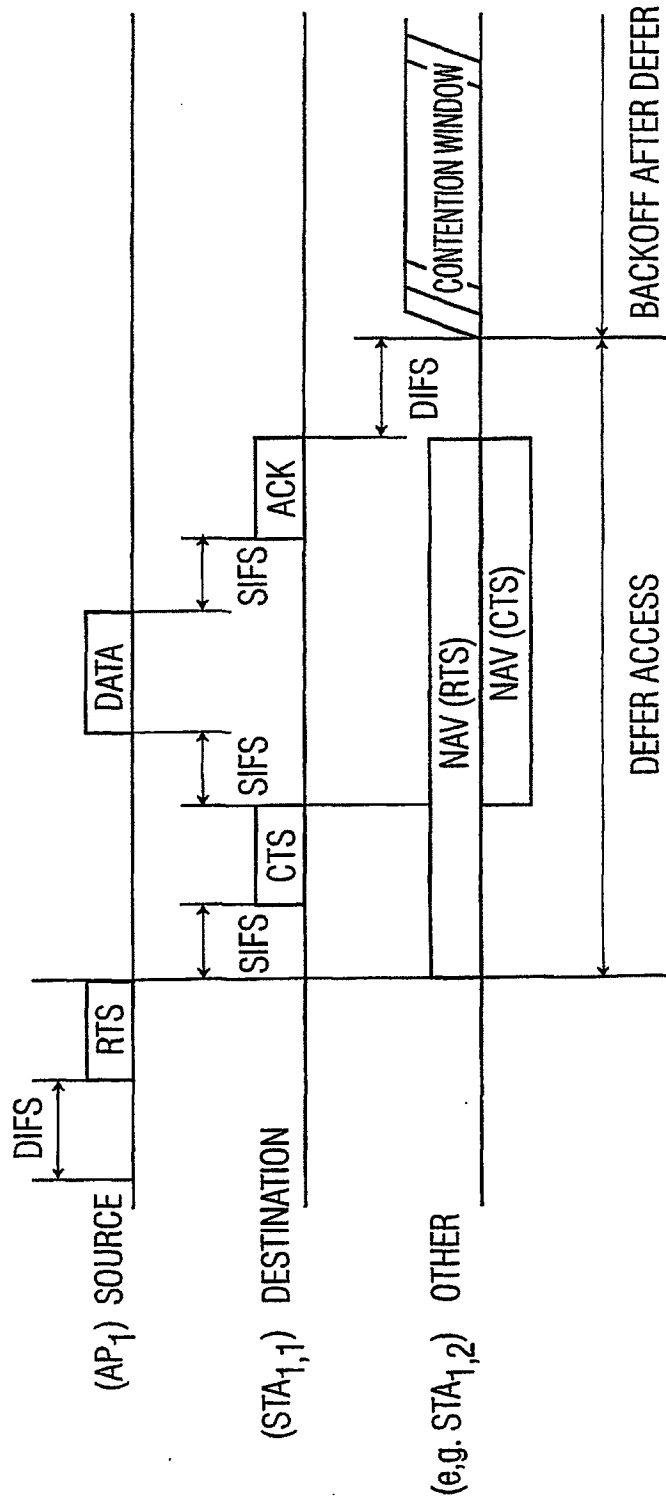 DIFS
(AP1) SOURCE
RTS
DATA
SIFS
SIFS
SIFS
(STA1,1) DESTINATION
CTS
ACK
DIFS
(e,g. STA1,2) OTHER
NAV (RTS)
NAV (CTS)
CONTENTION WINDOW
DEFER ACCESS
BACKOFF AFTER DEFER